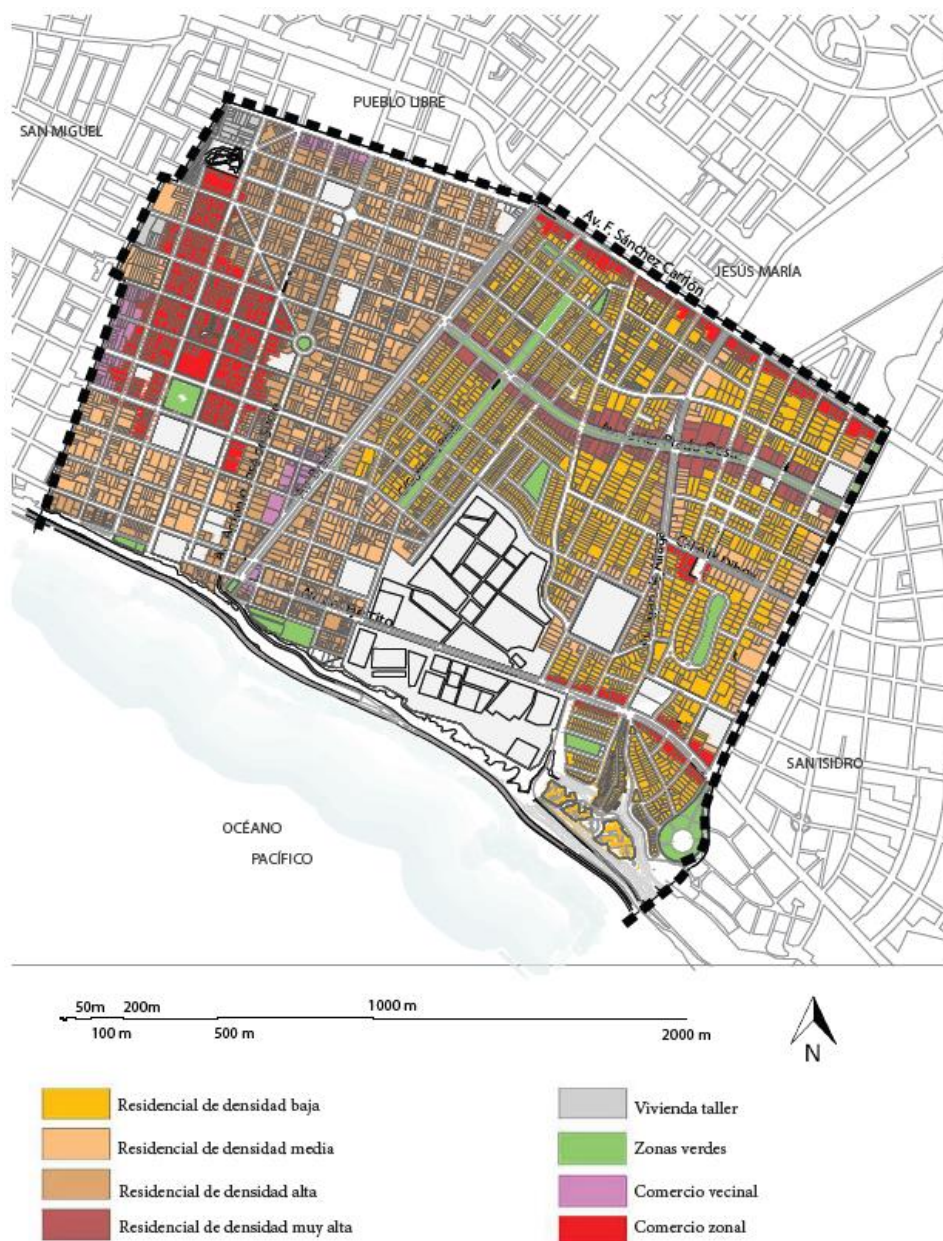 PUEBLO LIBRE
SAN MIGUEL
Av. F. Sánchez Carrión
JESÚS MARÍA
SAN ISIDRO
OCÉANO
PACÍFICO
50m 200m 1000 m
100 m 500 m 2000 m
N
Residencial de densidad baja
Residencial de densidad media
Residencial de densidad alta
Residencial de densidad muy alta
Vivienda taller
Zonas verdes
Comercio vecinal
Comercio zonal